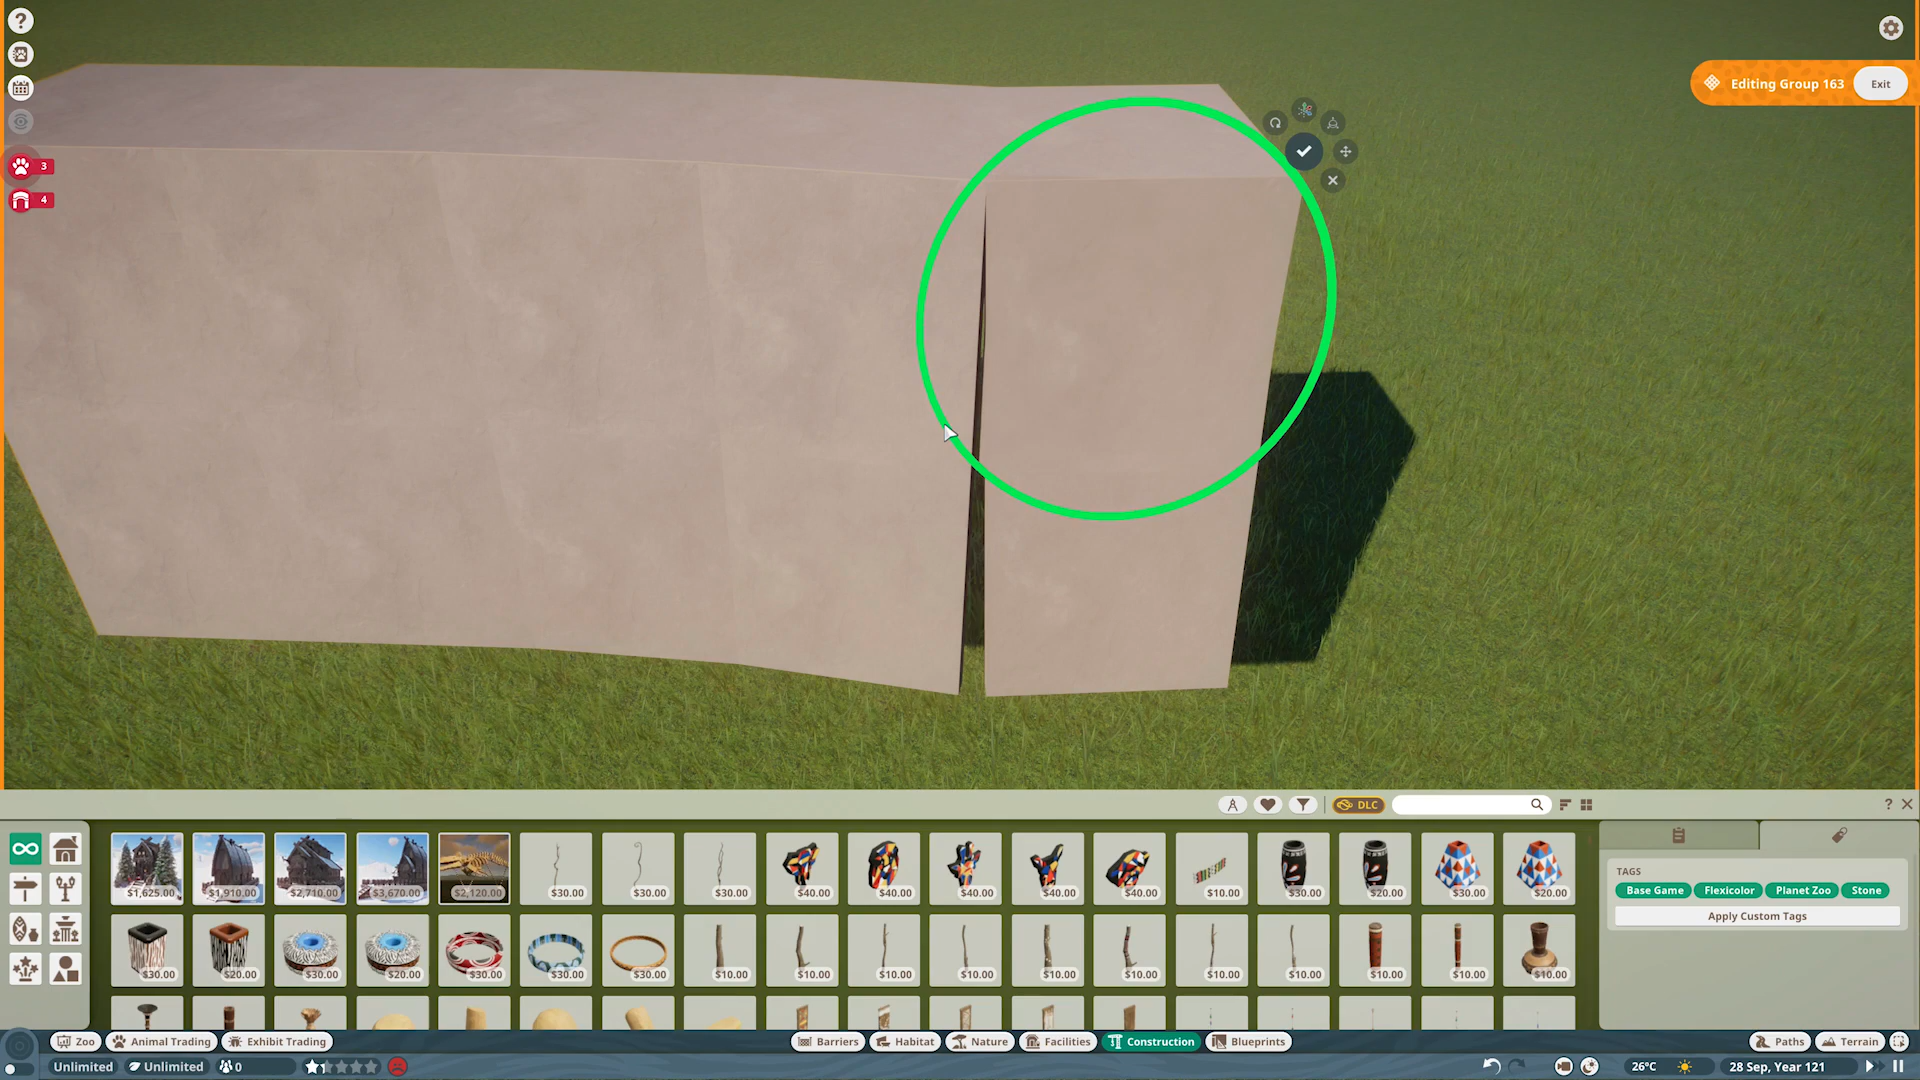 Editing Group 163 Exit
3
4
DLC
?
$1,625.00 $1,910.00 $2,710.00 $3,670.00 $2,120.00 $30.00 $30.00 $30.00 $40.00 $40.00 $40.00 $40.00 $40.00 $10.00 $30.00 $20.00 $30.00 $20.00
$30.00 $20.00 $30.00 $20.00 $30.00 $30.00 $30.00 $10.00 $10.00 $10.00 $10.00 $10.00 $10.00 $10.00 $10.00 $10.00 $10.00 $10.00
TAGS
Base Game Flexicolor Planet Zoo Stone
Apply Custom Tags
Zoo Animal Trading Exhibit Trading Barriers Habitat Nature Facilities Construction Blueprints Paths Terrain
Unlimited Unlimited 0 26°C 28 Sep, Year 121